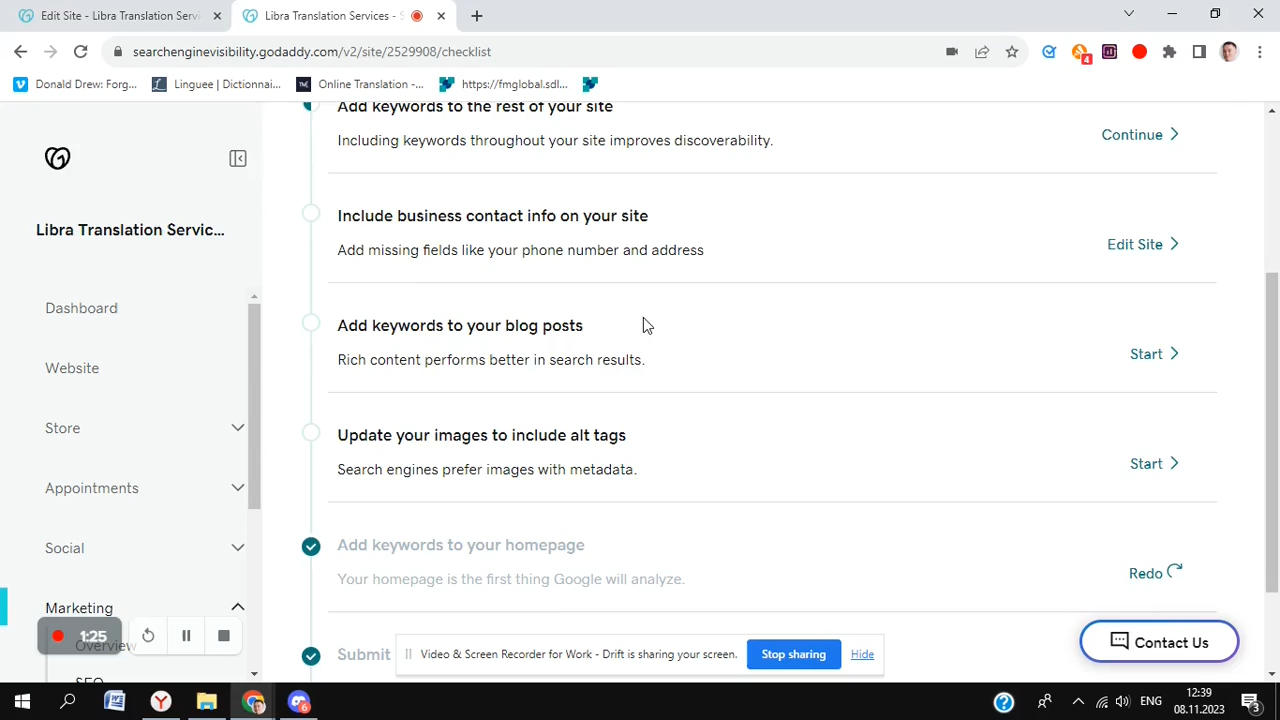 Edit Site - Libra Translation Servi
Libra Translation Services - S
searchenginevisibility.godaddy.com/v2/site/2529908/checklist
4
Donald Drew: Forg...
Linguee | Dictionnai...
Online Translation -...
https://fmglobal.sdl...
Libra Translation Servic...
Dashboard
Website
Store
Appointments
Social
Marketing
Overview
SEO
1:25
Add keywords to the rest of your site
Including keywords throughout your site improves discoverability.
Continue
Include business contact info on your site
Add missing fields like your phone number and address
Edit Site
Add keywords to your blog posts
Rich content performs better in search results.
Start
Update your images to include alt tags
Search engines prefer images with metadata.
Start
Add keywords to your homepage
Your homepage is the first thing Google will analyze.
Redo
Submit
Video & Screen Recorder for Work - Drift is sharing your screen.
Stop sharing
Hide
Contact Us
6
ENG
12:39
08.11.2023
3